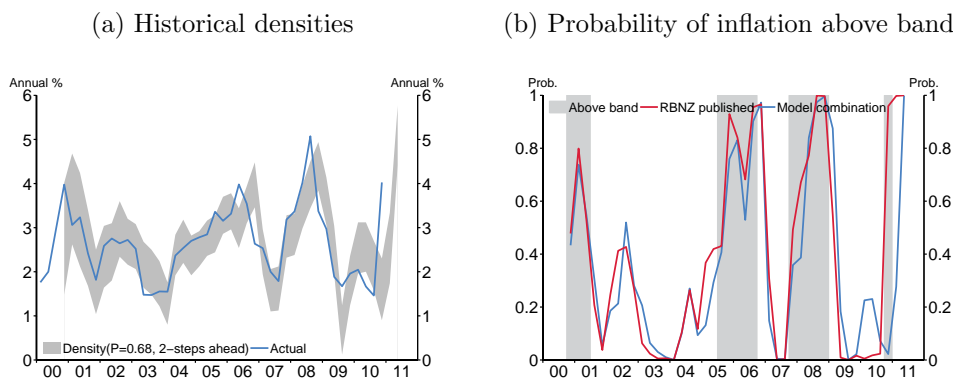 (a) Historical densities
(b) Probability of inflation above band
Annual %
Annual %
6
6
5
5
4
4
3
3
2
2
1
1
0
0
Density(P=0.68, 2-steps ahead)
Actual
00 01 02 03 04 05 06 07 08 09 10 11
Prob.
Prob.
1
1
Above band
RBNZ published
Model combination
0.8
0.8
0.6
0.6
0.4
0.4
0.2
0.2
0
0
00 01 02 03 04 05 06 07 08 09 10 11